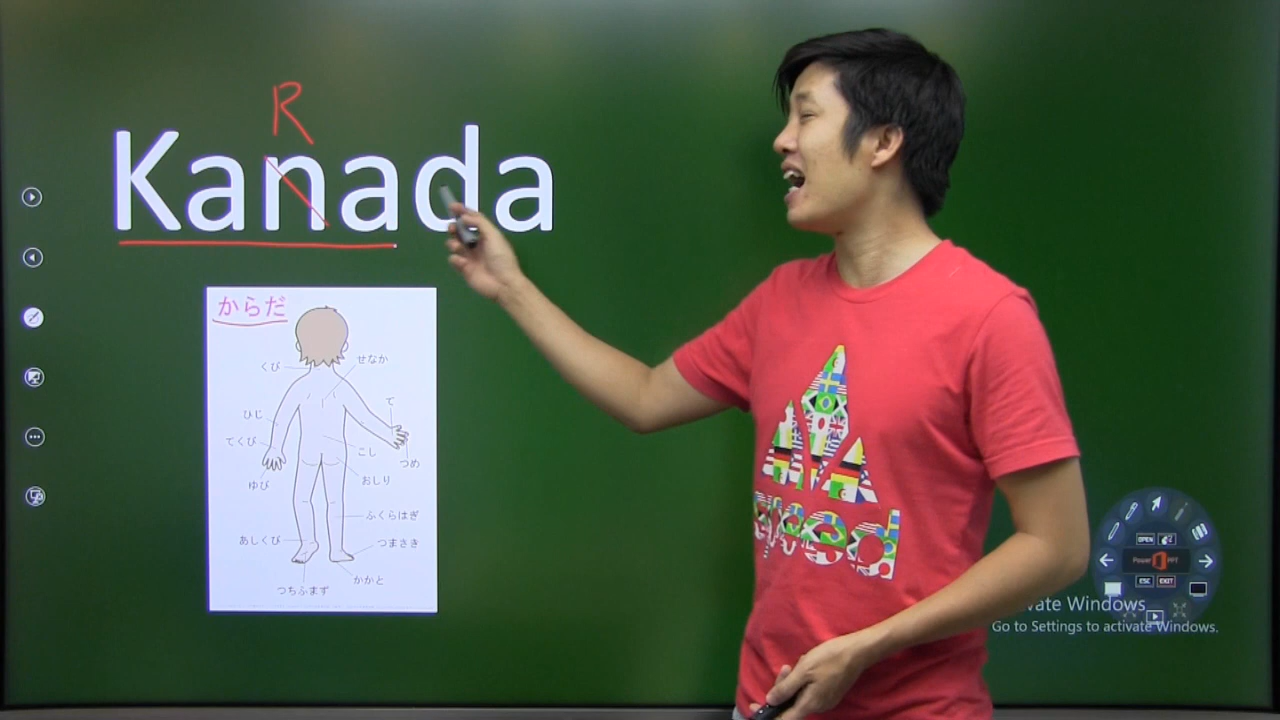 R
Kanada
からだ
くび
せなか
て
ひじ
てくび
こし
つめ
ゆび
おしり
ふくらはぎ
あしくび
つまさき
かかと
つちふまず
OPEN
PowerPPT
ESC EXIT
vate Windows
Go to Settings to activate Windows.